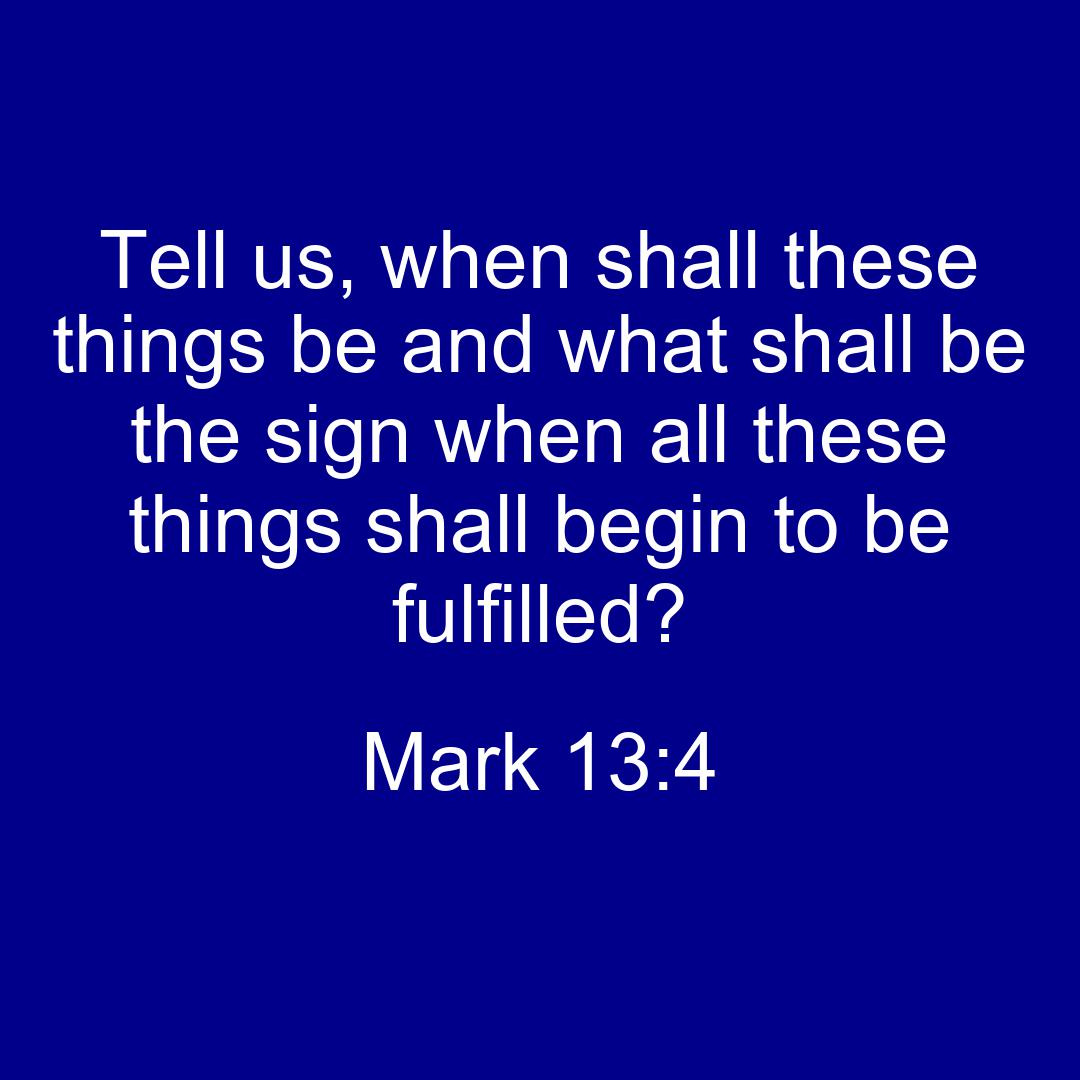 Tell us, when shall these
things be and what shall be
the sign when all these
things shall begin to be
fulfilled?
Mark 13:4